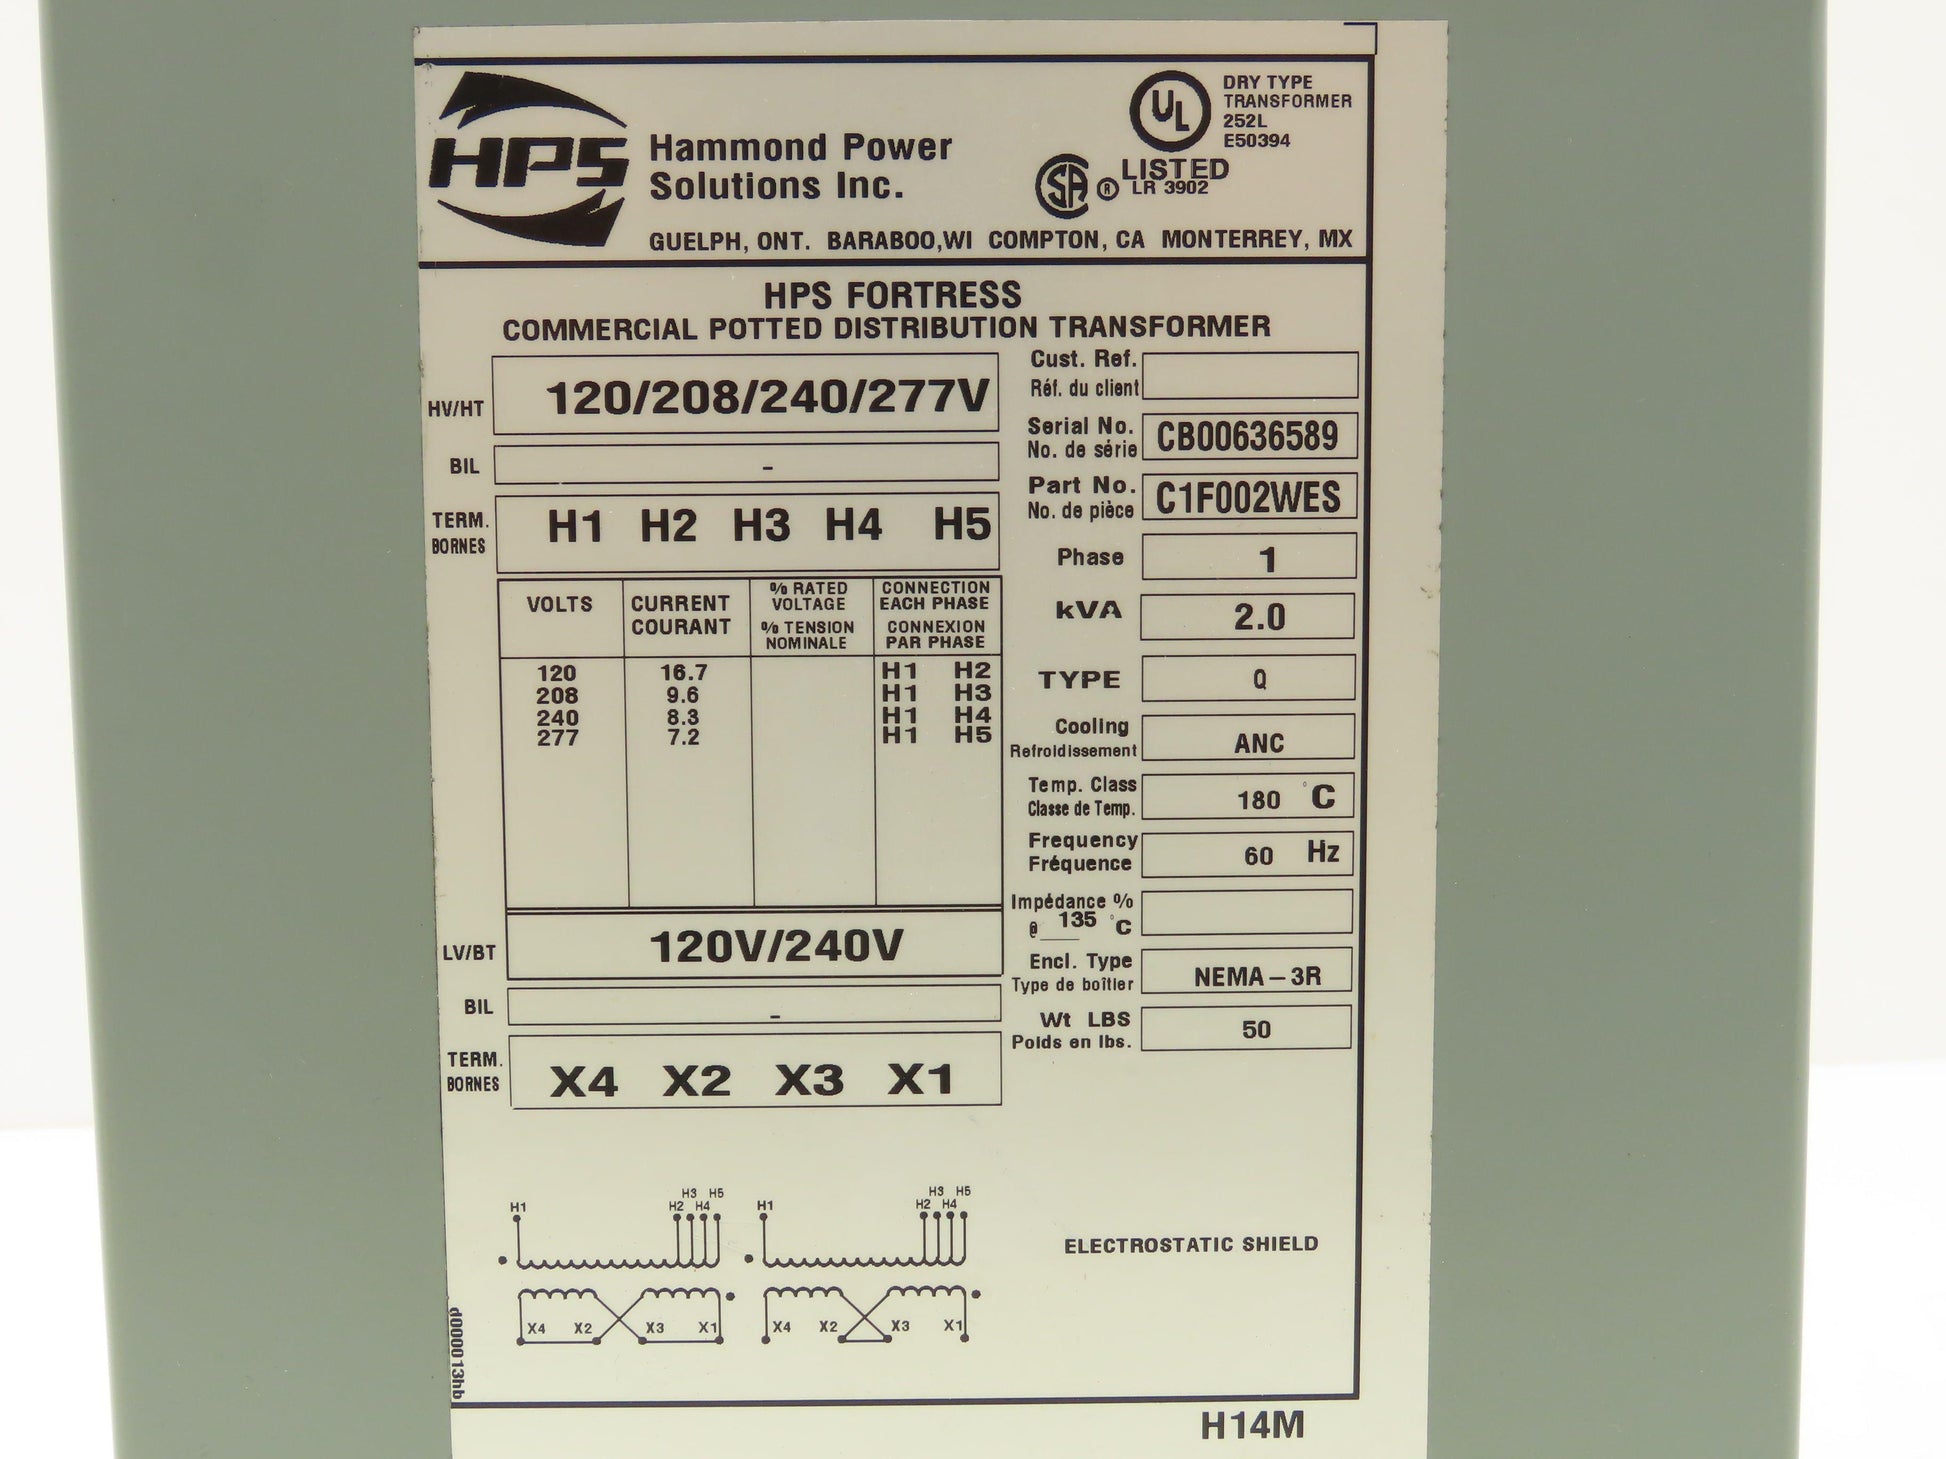 HPS
Hammond Power
Solutions Inc.
UL
DRY TYPE
TRANSFORMER
252L
E50394
LISTED
SA ® LR 3902
GUELPH, ONT. BARABOO,WI COMPTON, CA MONTERREY, MX
HPS FORTRESS
COMMERCIAL POTTED DISTRIBUTION TRANSFORMER
HV/HT 120/208/240/277V
BIL -
TERM.
BORNES
H1 H2 H3 H4 H5
VOLTS
CURRENT
COURANT
% RATED
VOLTAGE
% TENSION
NOMINALE
CONNECTION
EACH PHASE
CONNEXION
PAR PHASE
120 16.7 H1 H2
208 9.6 H1 H3
240 8.3 H1 H4
277 7.2 H1 H5
LV/BT 120V/240V
BIL -
TERM.
BORNES
X4 X2 X3 X1
Cust. Ref.
Réf. du client
Serial No.
No. de série
CB00636589
Part No.
No. de pièce
C1F002WES
Phase 1
kVA 2.0
TYPE Q
Cooling
Refroidissement
ANC
Temp. Class
Classe de Temp.
180 °C
Frequency
Fréquence
60 Hz
Impédance %
@ 135 °C
Encl. Type
Type de boîtier
NEMA-3R
Wt LBS
Poids en lbs.
50
H3 H5
H1 H2 H4
X4 X2 X3 X1
H3 H5
H1 H2 H4
X4 X2 X3 X1
ELECTROSTATIC SHIELD
d000013hb
H14M